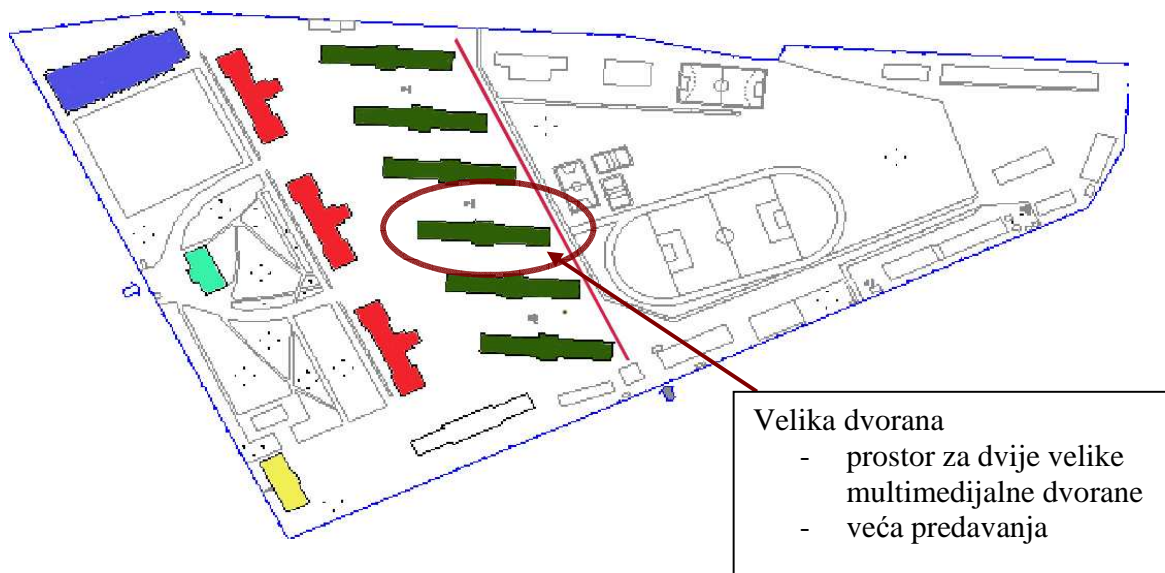 Velika dvorana
- prostor za dvije velike
multimedijalne dvorane
- veća predavanja